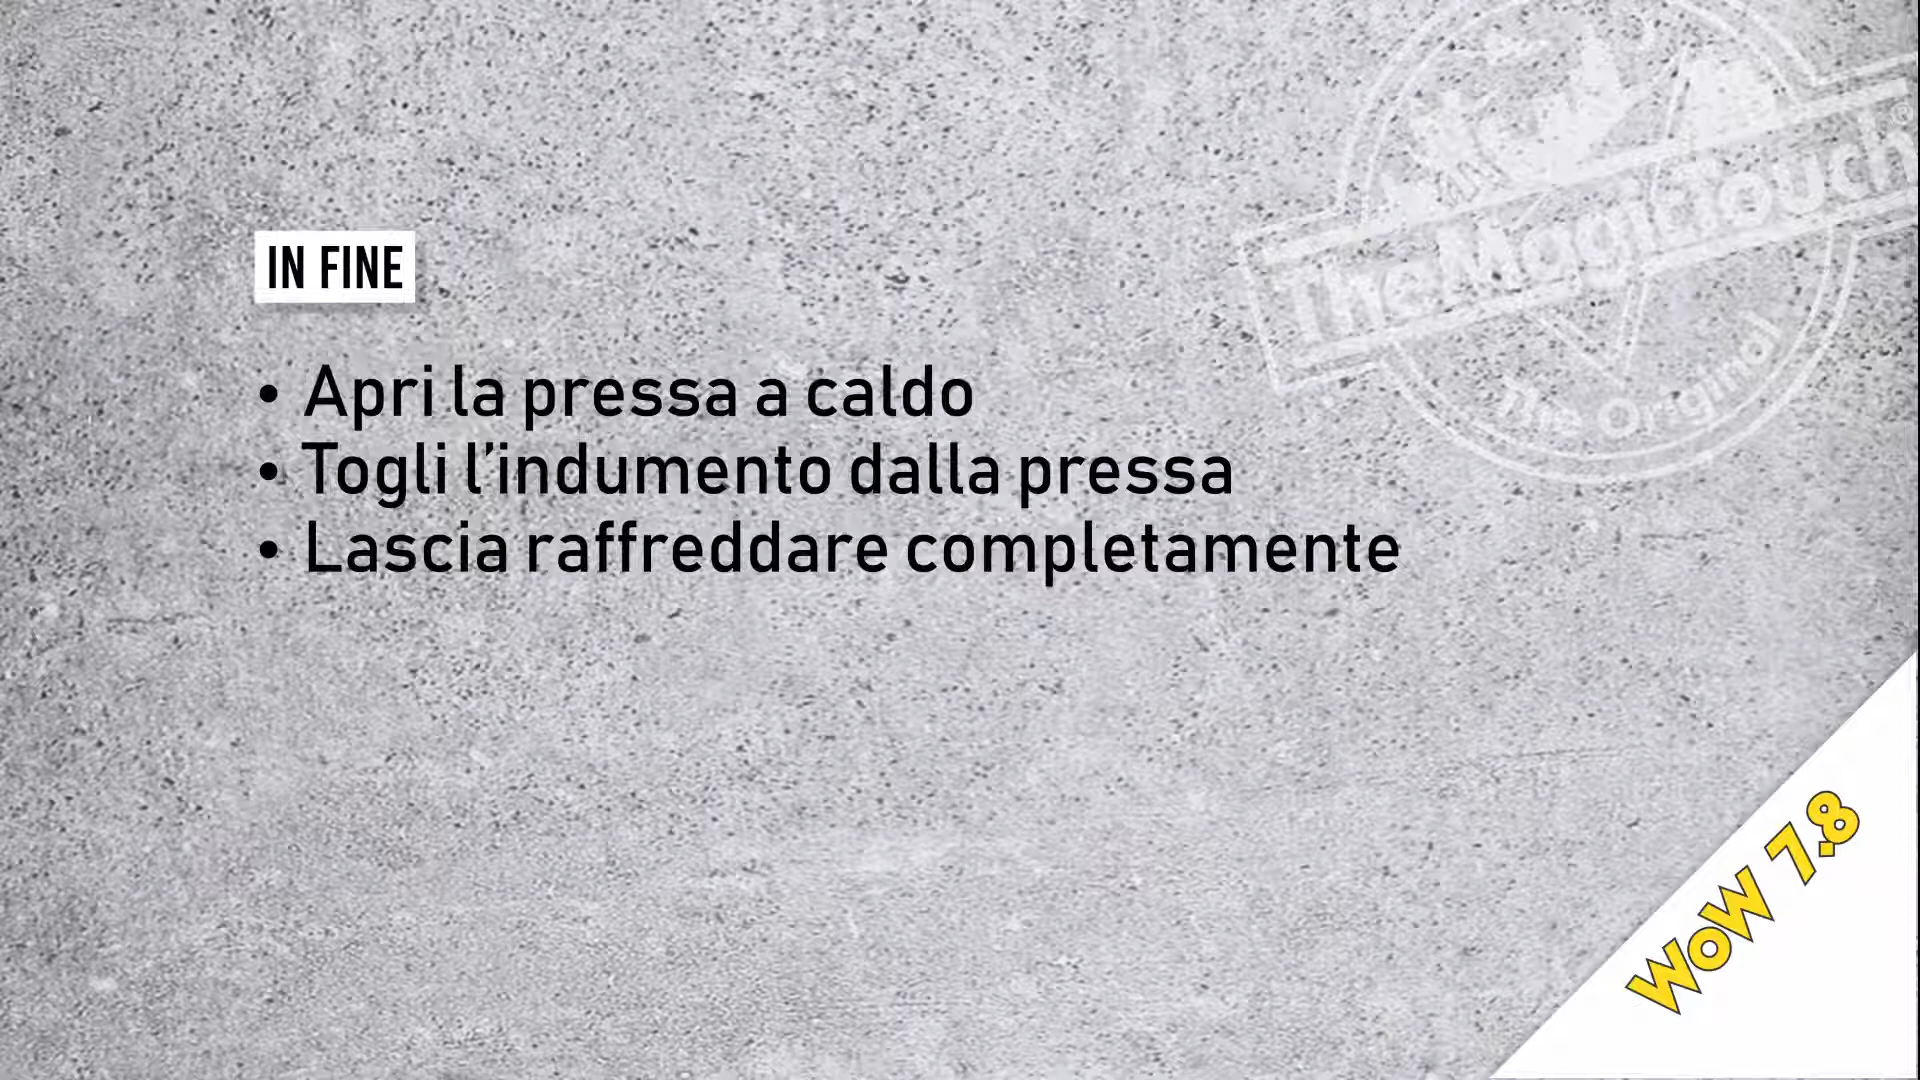 TheMagicTouch®
The Original
IN FINE
• Apri la pressa a caldo
• Togli l’indumento dalla pressa
• Lascia raffreddare completamente
WoW 7.8